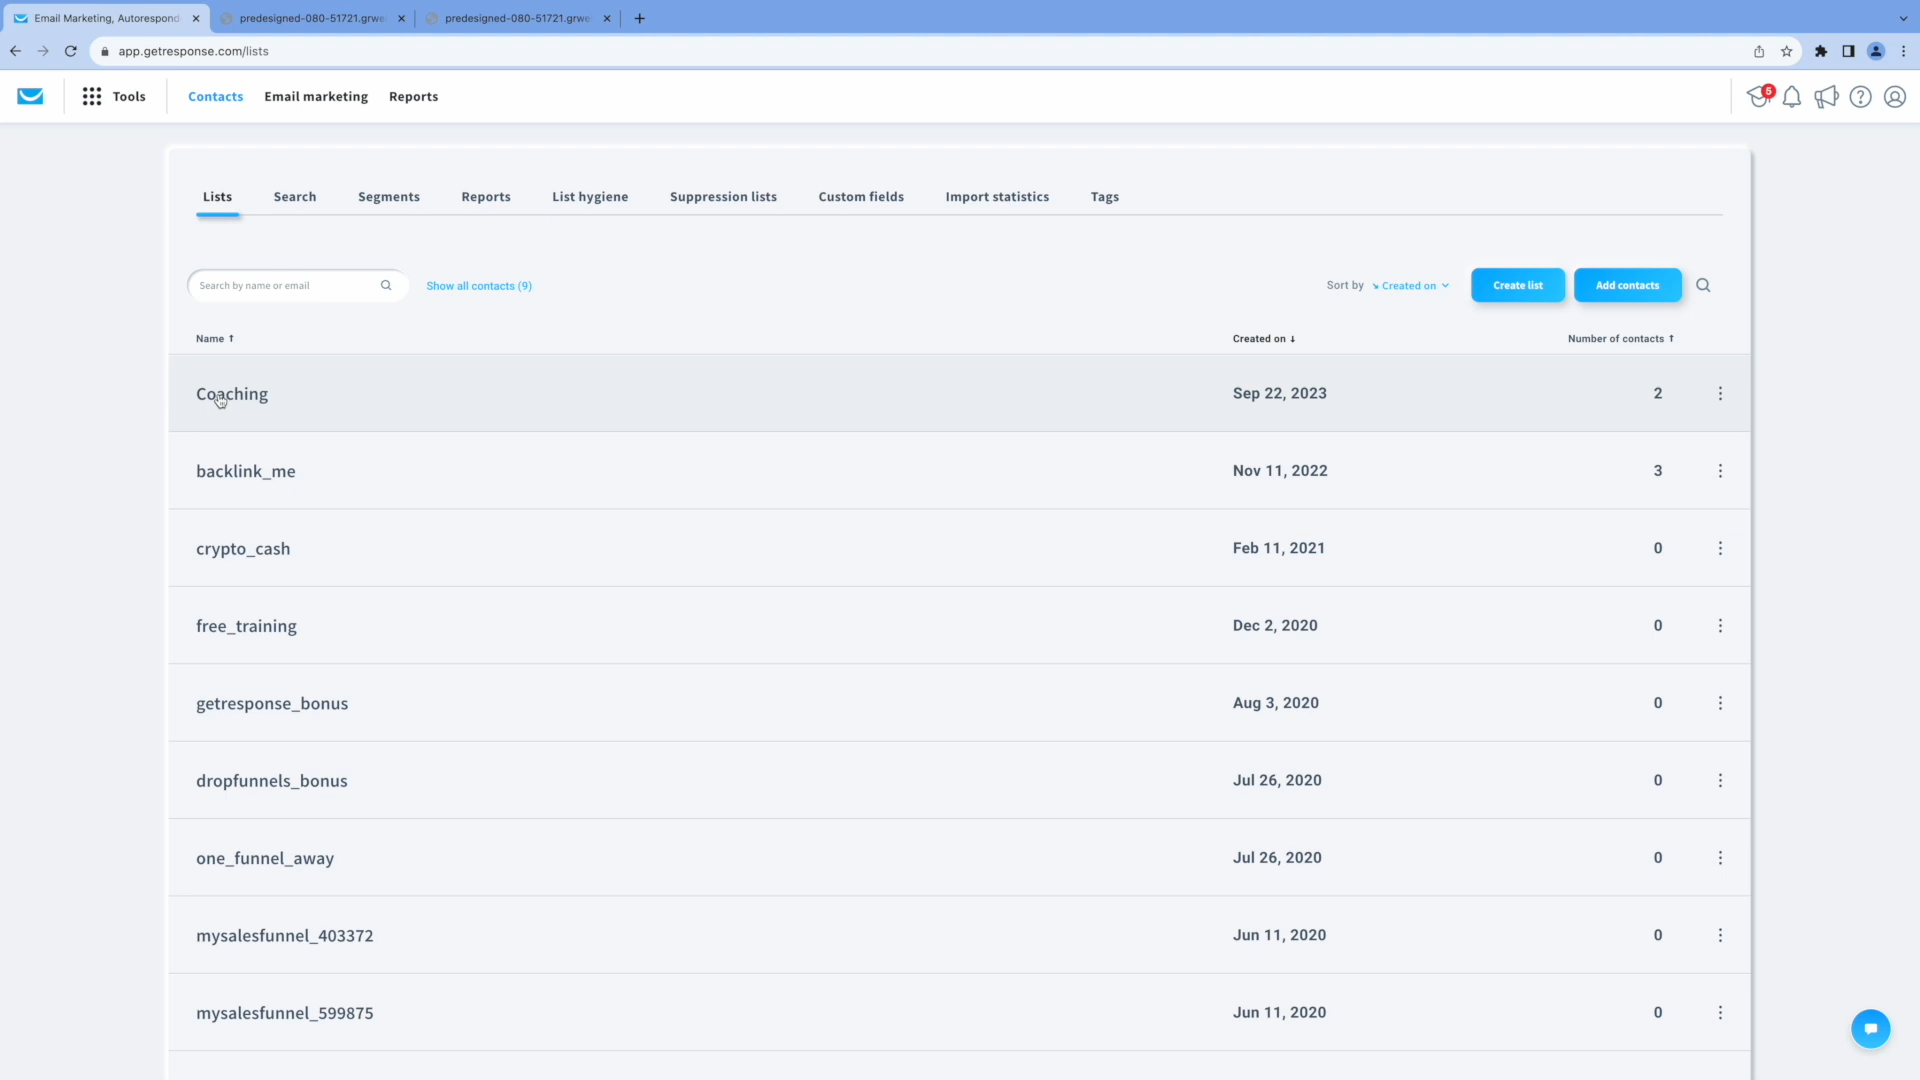 Email Marketing, Autorespond
predesigned-080-51721.grwe
predesigned-080-51721.grwe
app.getresponse.com/lists
Tools
Contacts
Email marketing
Reports
5
Lists
Search
Segments
Reports
List hygiene
Suppression lists
Custom fields
Import statistics
Tags
Search by name or email
Show all contacts (9)
Sort by
Created on
Create list
Add contacts
Name ↑
Created on ↓
Number of contacts ↑
Coaching
Sep 22, 2023
2
backlink_me
Nov 11, 2022
3
crypto_cash
Feb 11, 2021
0
free_training
Dec 2, 2020
0
getresponse_bonus
Aug 3, 2020
0
dropfunnels_bonus
Jul 26, 2020
0
one_funnel_away
Jul 26, 2020
0
mysalesfunnel_403372
Jun 11, 2020
0
mysalesfunnel_599875
Jun 11, 2020
0